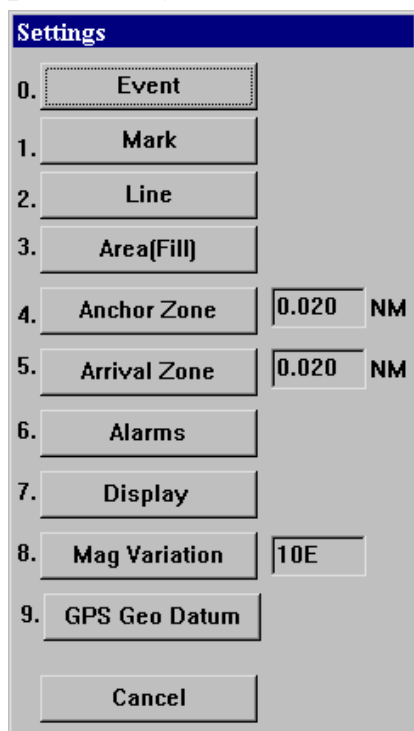 Settings
0. Event
1. Mark
2. Line
3. Area(Fill)
4. Anchor Zone 0.020 NM
5. Arrival Zone 0.020 NM
6. Alarms
7. Display
8. Mag Variation 10E
9. GPS Geo Datum
Cancel